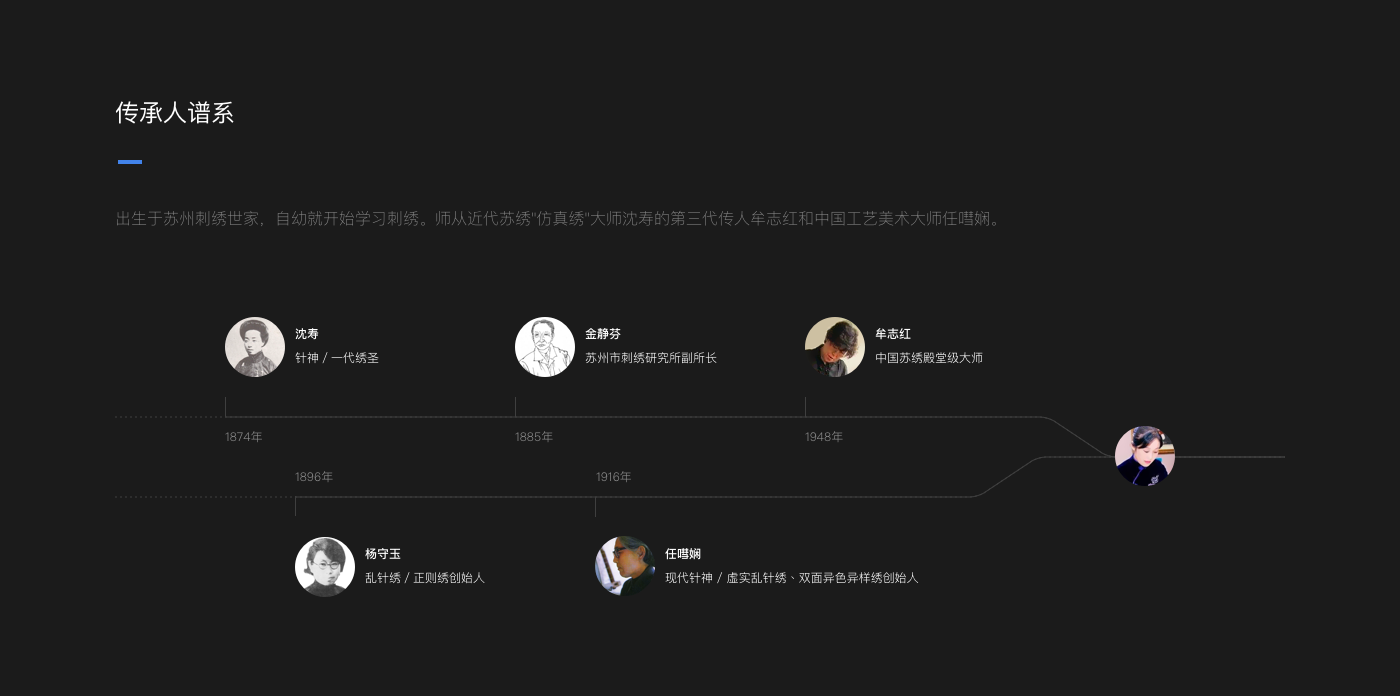 传承人谱系
出生于苏州刺绣世家，自幼就开始学习刺绣。师从近代苏绣"仿真绣"大师沈寿的第三代传人牟志红和中国工艺美术大师任嘒娴。
沈寿
针神 / 一代绣圣
金静芬
苏州市刺绣研究所副所长
牟志红
中国苏绣殿堂级大师
1874年
1885年
1948年
1896年
1916年
杨守玉
乱针绣 / 正则绣创始人
任嘒娴
现代针神 / 虚实乱针绣、双面异色异样绣创始人